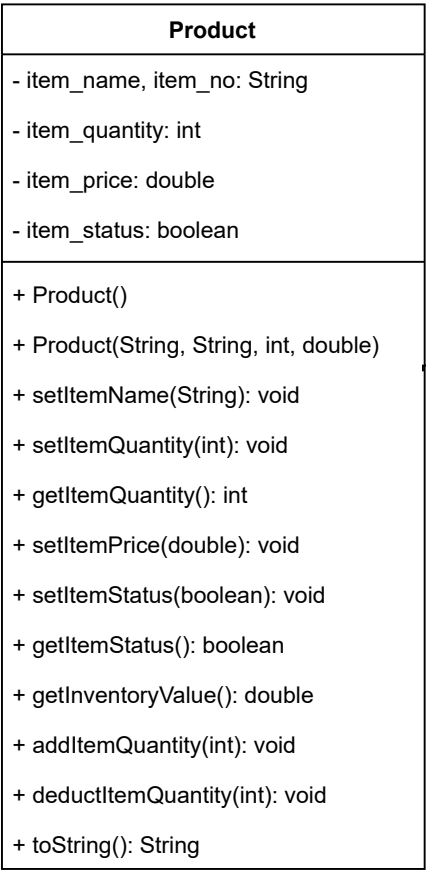 Product
- item_name, item_no: String
- item_quantity: int
- item_price: double
- item_status: boolean
+ Product()
+ Product(String, String, int, double)
+ setItemName(String): void
+ setItemQuantity(int): void
+ getItemQuantity(): int
+ setItemPrice(double): void
+ setItemStatus(boolean): void
+ getItemStatus(): boolean
+ getInventoryValue(): double
+ addItemQuantity(int): void
+ deductItemQuantity(int): void
+ toString(): String